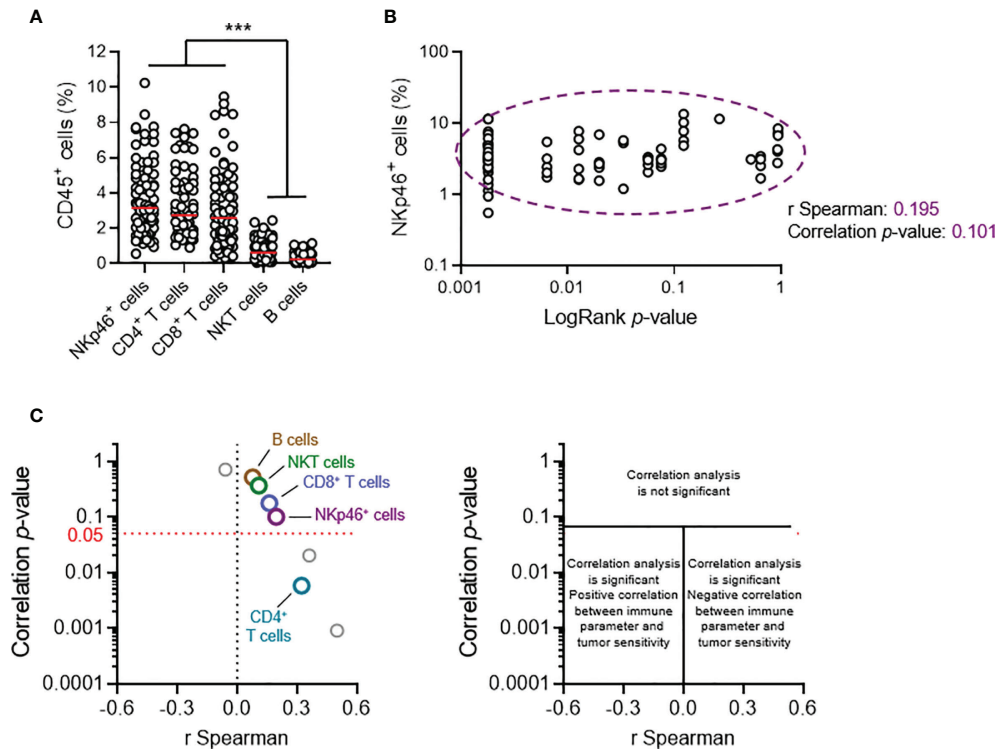 A
***
CD45⁺ cells (%)
12
10
8
6
4
2
0
NKp46⁺ cells
CD4⁺ T cells
CD8⁺ T cells
NKT cells
B cells
B
NKp46⁺ cells (%)
100
10
1
0.1
0.001
0.01
0.1
1
LogRank p-value
r Spearman: 0.195
Correlation p-value: 0.101
C
Correlation p-value
1
0.1
0.05
0.01
0.001
0.0001
-0.6
-0.3
0.0
0.3
0.6
r Spearman
B cells
NKT cells
CD8⁺ T cells
NKp46⁺ cells
CD4⁺
T cells
Correlation p-value
1
0.1
0.01
0.001
0.0001
-0.6
-0.3
0.0
0.3
0.6
r Spearman
Correlation analysis
is not significant
Correlation analysis
is significant
Positive correlation
between immune
parameter and
tumor sensitivity
Correlation analysis
is significant
Negative correlation
between immune
parameter and
tumor sensitivity